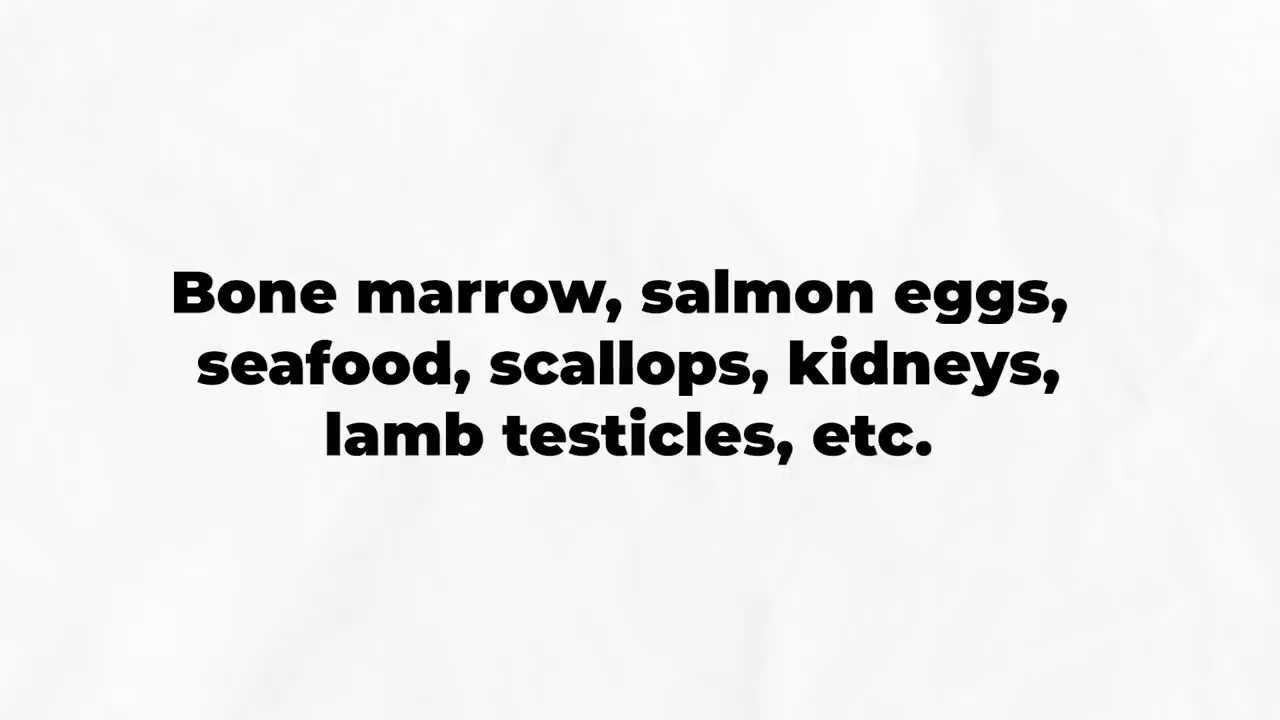 Bone marrow, salmon eggs,
seafood, scallops, kidneys,
lamb testicles, etc.